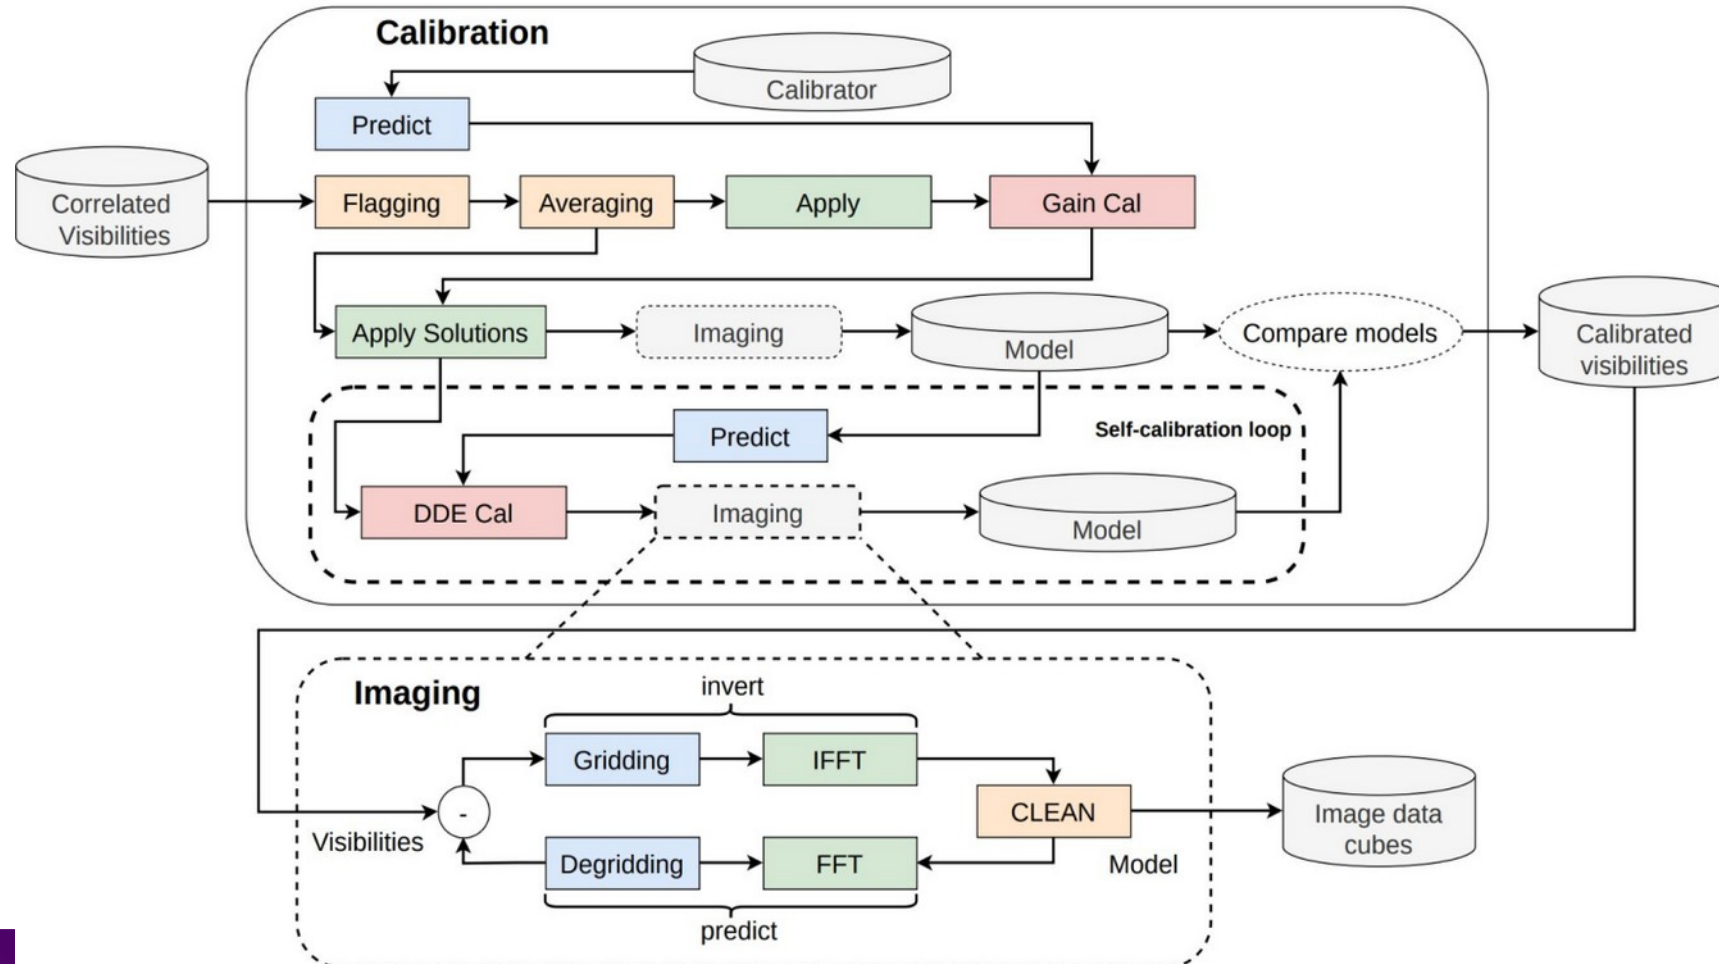 Calibration
Calibrator
Predict
Correlated
Visibilities
Flagging
Averaging
Apply
Gain Cal
Apply Solutions
Imaging
Model
Compare models
Calibrated
visibilities
Predict
Self-calibration loop
DDE Cal
Imaging
Model
Imaging
invert
Gridding
IFFT
-
CLEAN
Image data
cubes
Visibilities
Degridding
FFT
Model
predict